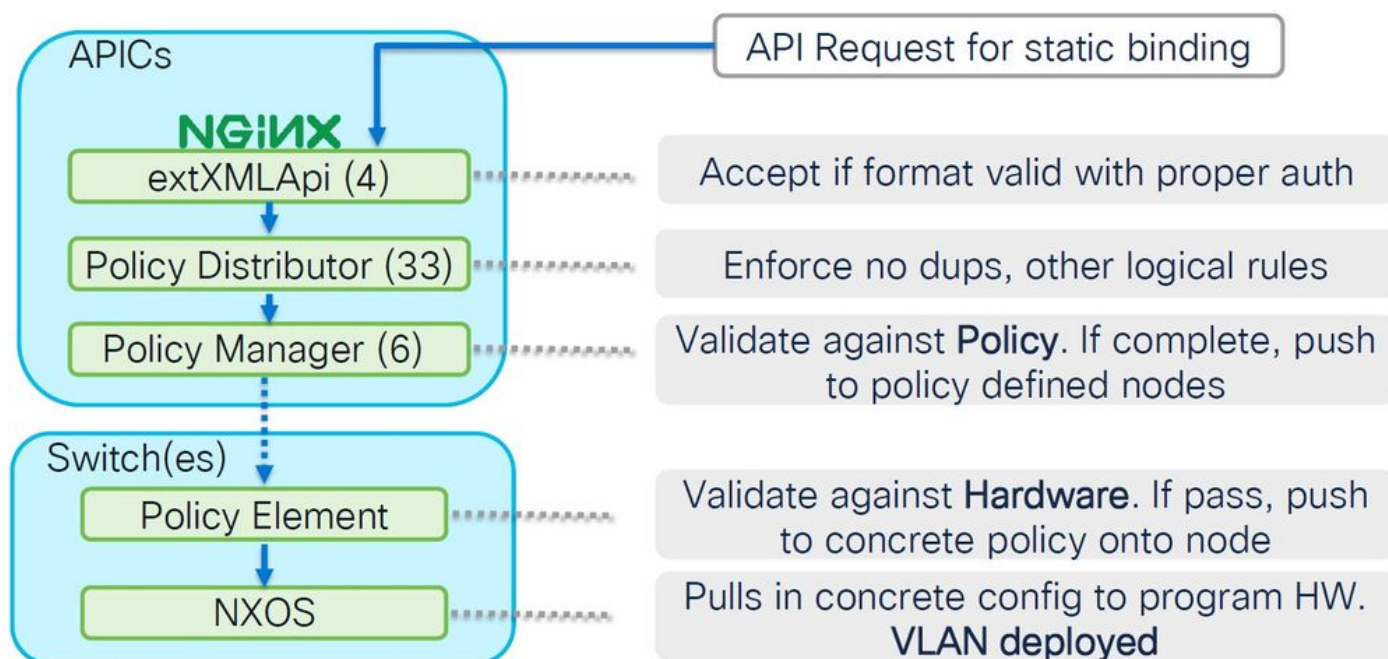 APICs
API Request for static binding
NGINX
extXMLApi (4)
Accept if format valid with proper auth
Policy Distributor (33)
Enforce no dups, other logical rules
Policy Manager (6)
Validate against Policy. If complete, push
to policy defined nodes
Switch(es)
Policy Element
Validate against Hardware. If pass, push
to concrete policy onto node
NXOS
Pulls in concrete config to program HW.
VLAN deployed